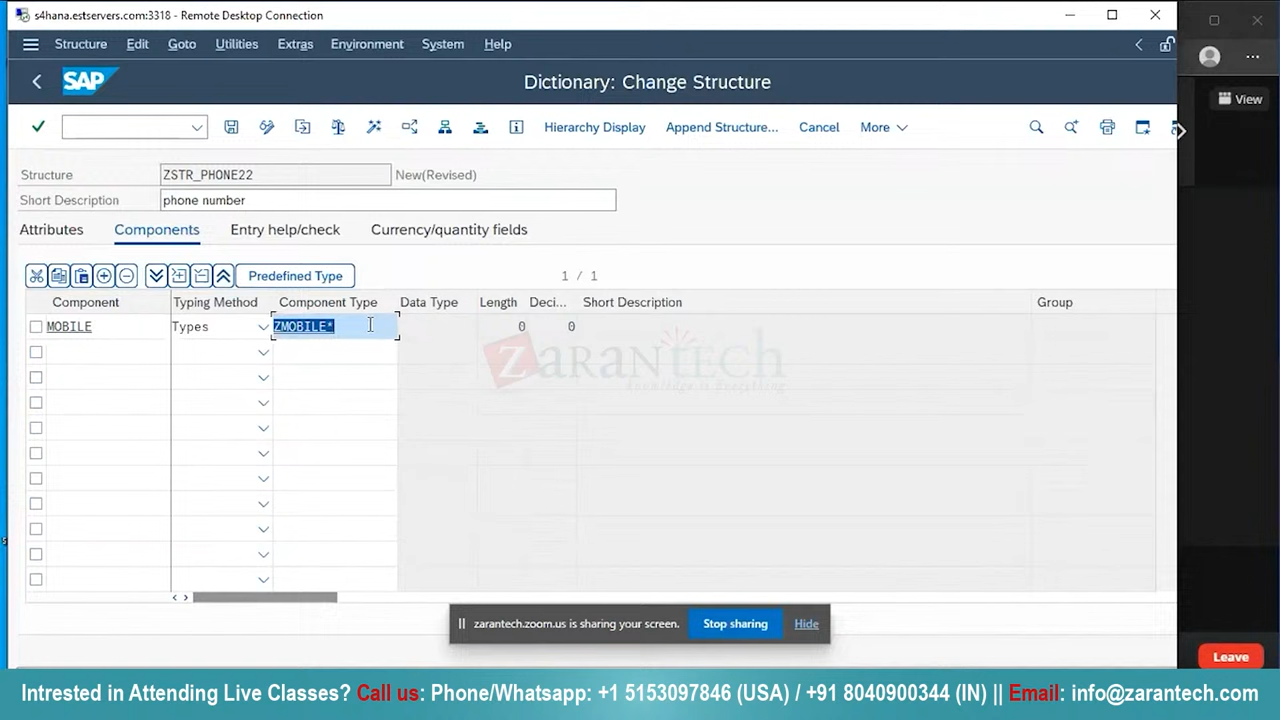 s4hana.estservers.com:3318 - Remote Desktop Connection
Structure Edit Goto Utilities Extras Environment System Help
SAP Dictionary: Change Structure
View
Hierarchy Display Append Structure... Cancel More
Structure ZSTR_PHONE22 New(Revised)
Short Description phone number
Attributes Components Entry help/check Currency/quantity fields
Predefined Type 1 / 1
Component Typing Method Component Type Data Type Length Deci... Short Description Group
MOBILE Types ZMOBILE* 0 0
Zarantech
Knowledge is Everything
zarantech.zoom.us is sharing your screen. Stop sharing Hide
Leave
Intrested in Attending Live Classes? Call us: Phone/Whatsapp: +1 5153097846 (USA) / +91 8040900344 (IN) || Email: info@zarantech.com